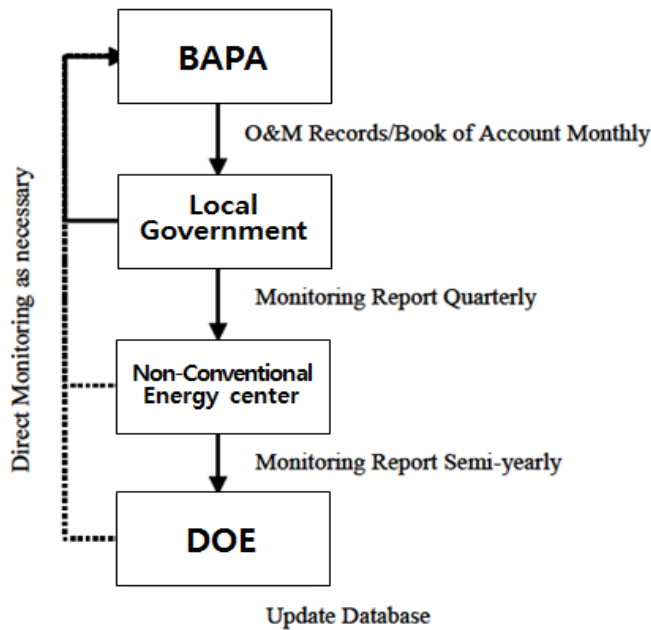 BAPA
O&M Records/Book of Account Monthly
Local
Government
Monitoring Report Quarterly
Non-Conventional
Energy center
Monitoring Report Semi-yearly
DOE
Update Database
Direct Monitoring as necessary